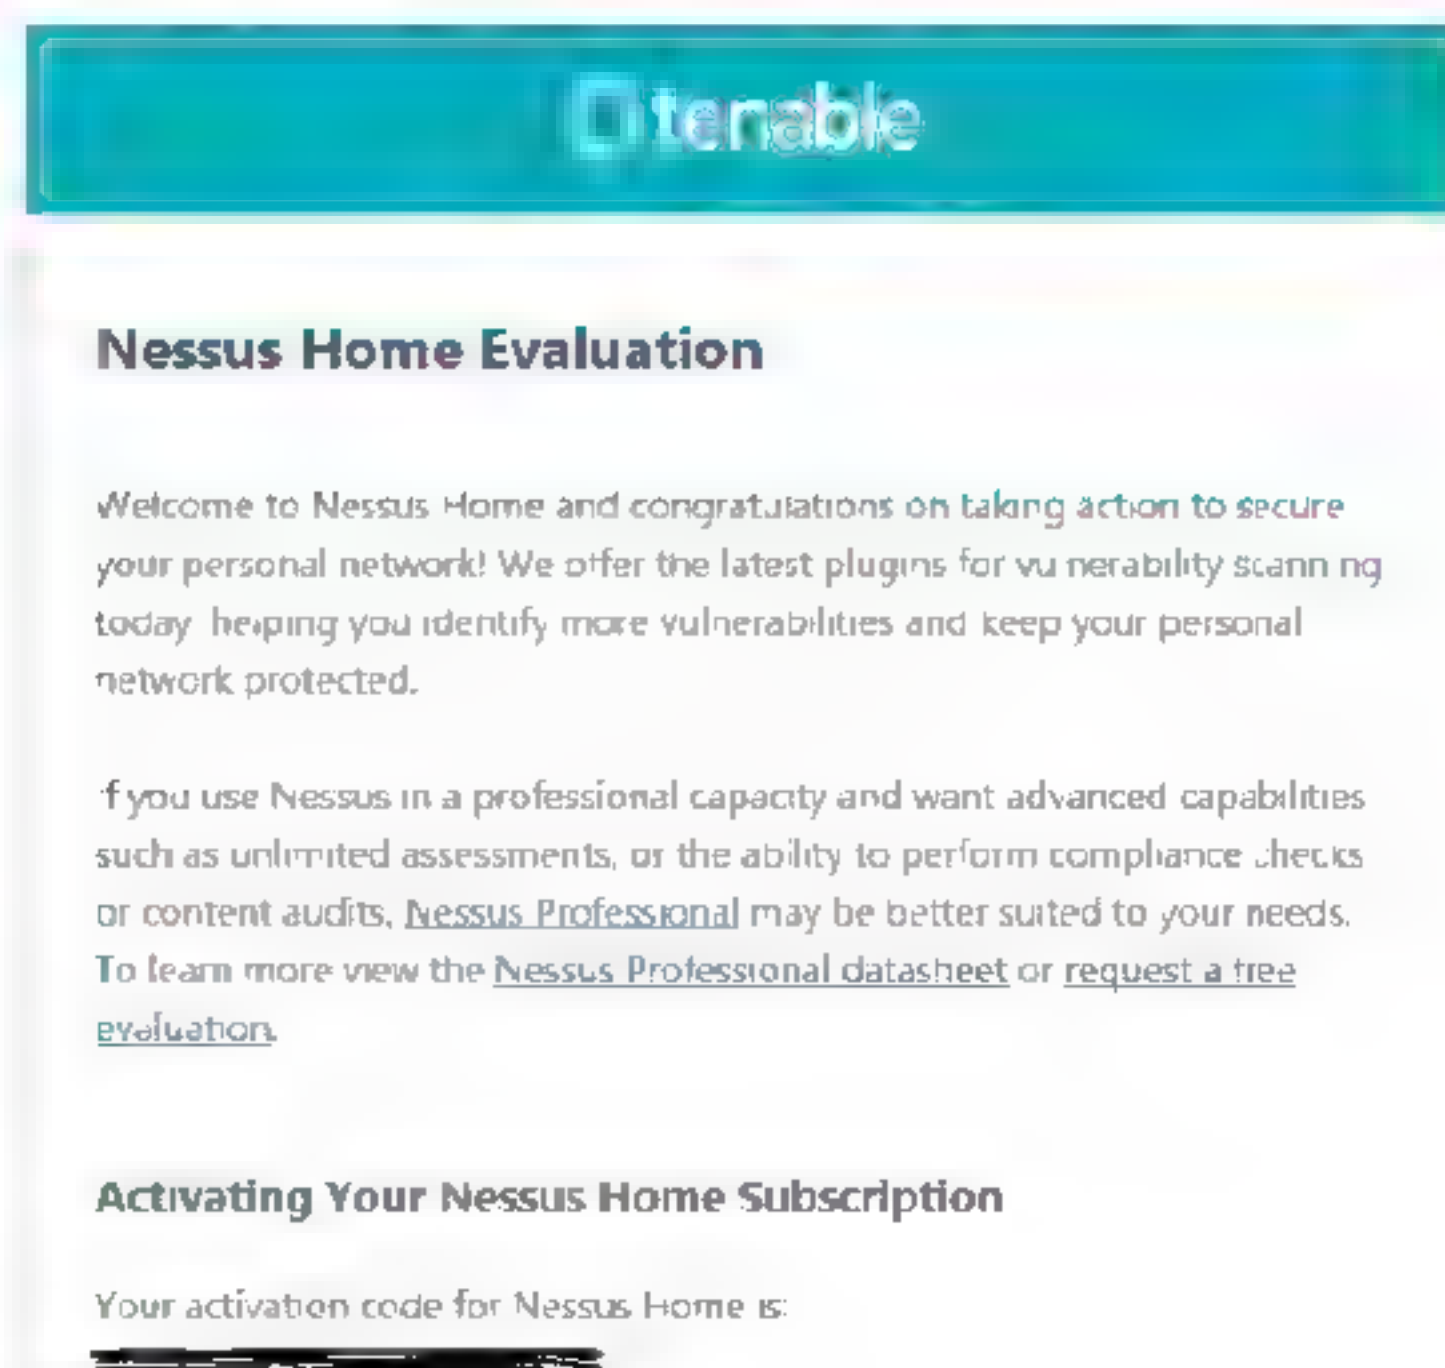 tenable
Nessus Home Evaluation
Welcome to Nessus Home and congratulations on taking action to secure
your personal network! We offer the latest plugins for vulnerability scanning
today, helping you identify more vulnerabilities and keep your personal
network protected.
If you use Nessus in a professional capacity and want advanced capabilities
such as unlimited assessments, or the ability to perform compliance checks
or content audits, Nessus Professional may be better suited to your needs.
To learn more view the Nessus Professional datasheet or request a free
evaluation.
Activating Your Nessus Home Subscription
Your activation code for Nessus Home is: